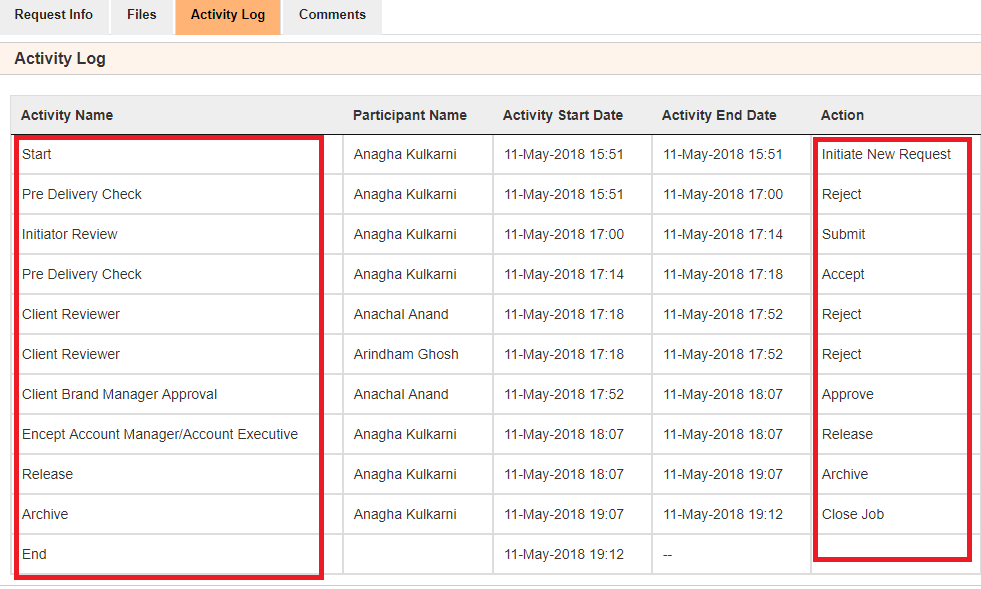 Request Info Files Activity Log Comments
Activity Log
Activity Name Participant Name Activity Start Date Activity End Date Action
Start Anagha Kulkarni 11-May-2018 15:51 11-May-2018 15:51 Initiate New Request
Pre Delivery Check Anagha Kulkarni 11-May-2018 15:51 11-May-2018 17:00 Reject
Initiator Review Anagha Kulkarni 11-May-2018 17:00 11-May-2018 17:14 Submit
Pre Delivery Check Anagha Kulkarni 11-May-2018 17:14 11-May-2018 17:18 Accept
Client Reviewer Anachal Anand 11-May-2018 17:18 11-May-2018 17:52 Reject
Client Reviewer Arindham Ghosh 11-May-2018 17:18 11-May-2018 17:52 Reject
Client Brand Manager Approval Anachal Anand 11-May-2018 17:52 11-May-2018 18:07 Approve
Encept Account Manager/Account Executive Anagha Kulkarni 11-May-2018 18:07 11-May-2018 18:07 Release
Release Anagha Kulkarni 11-May-2018 18:07 11-May-2018 19:07 Archive
Archive Anagha Kulkarni 11-May-2018 19:07 11-May-2018 19:12 Close Job
End 11-May-2018 19:12 --